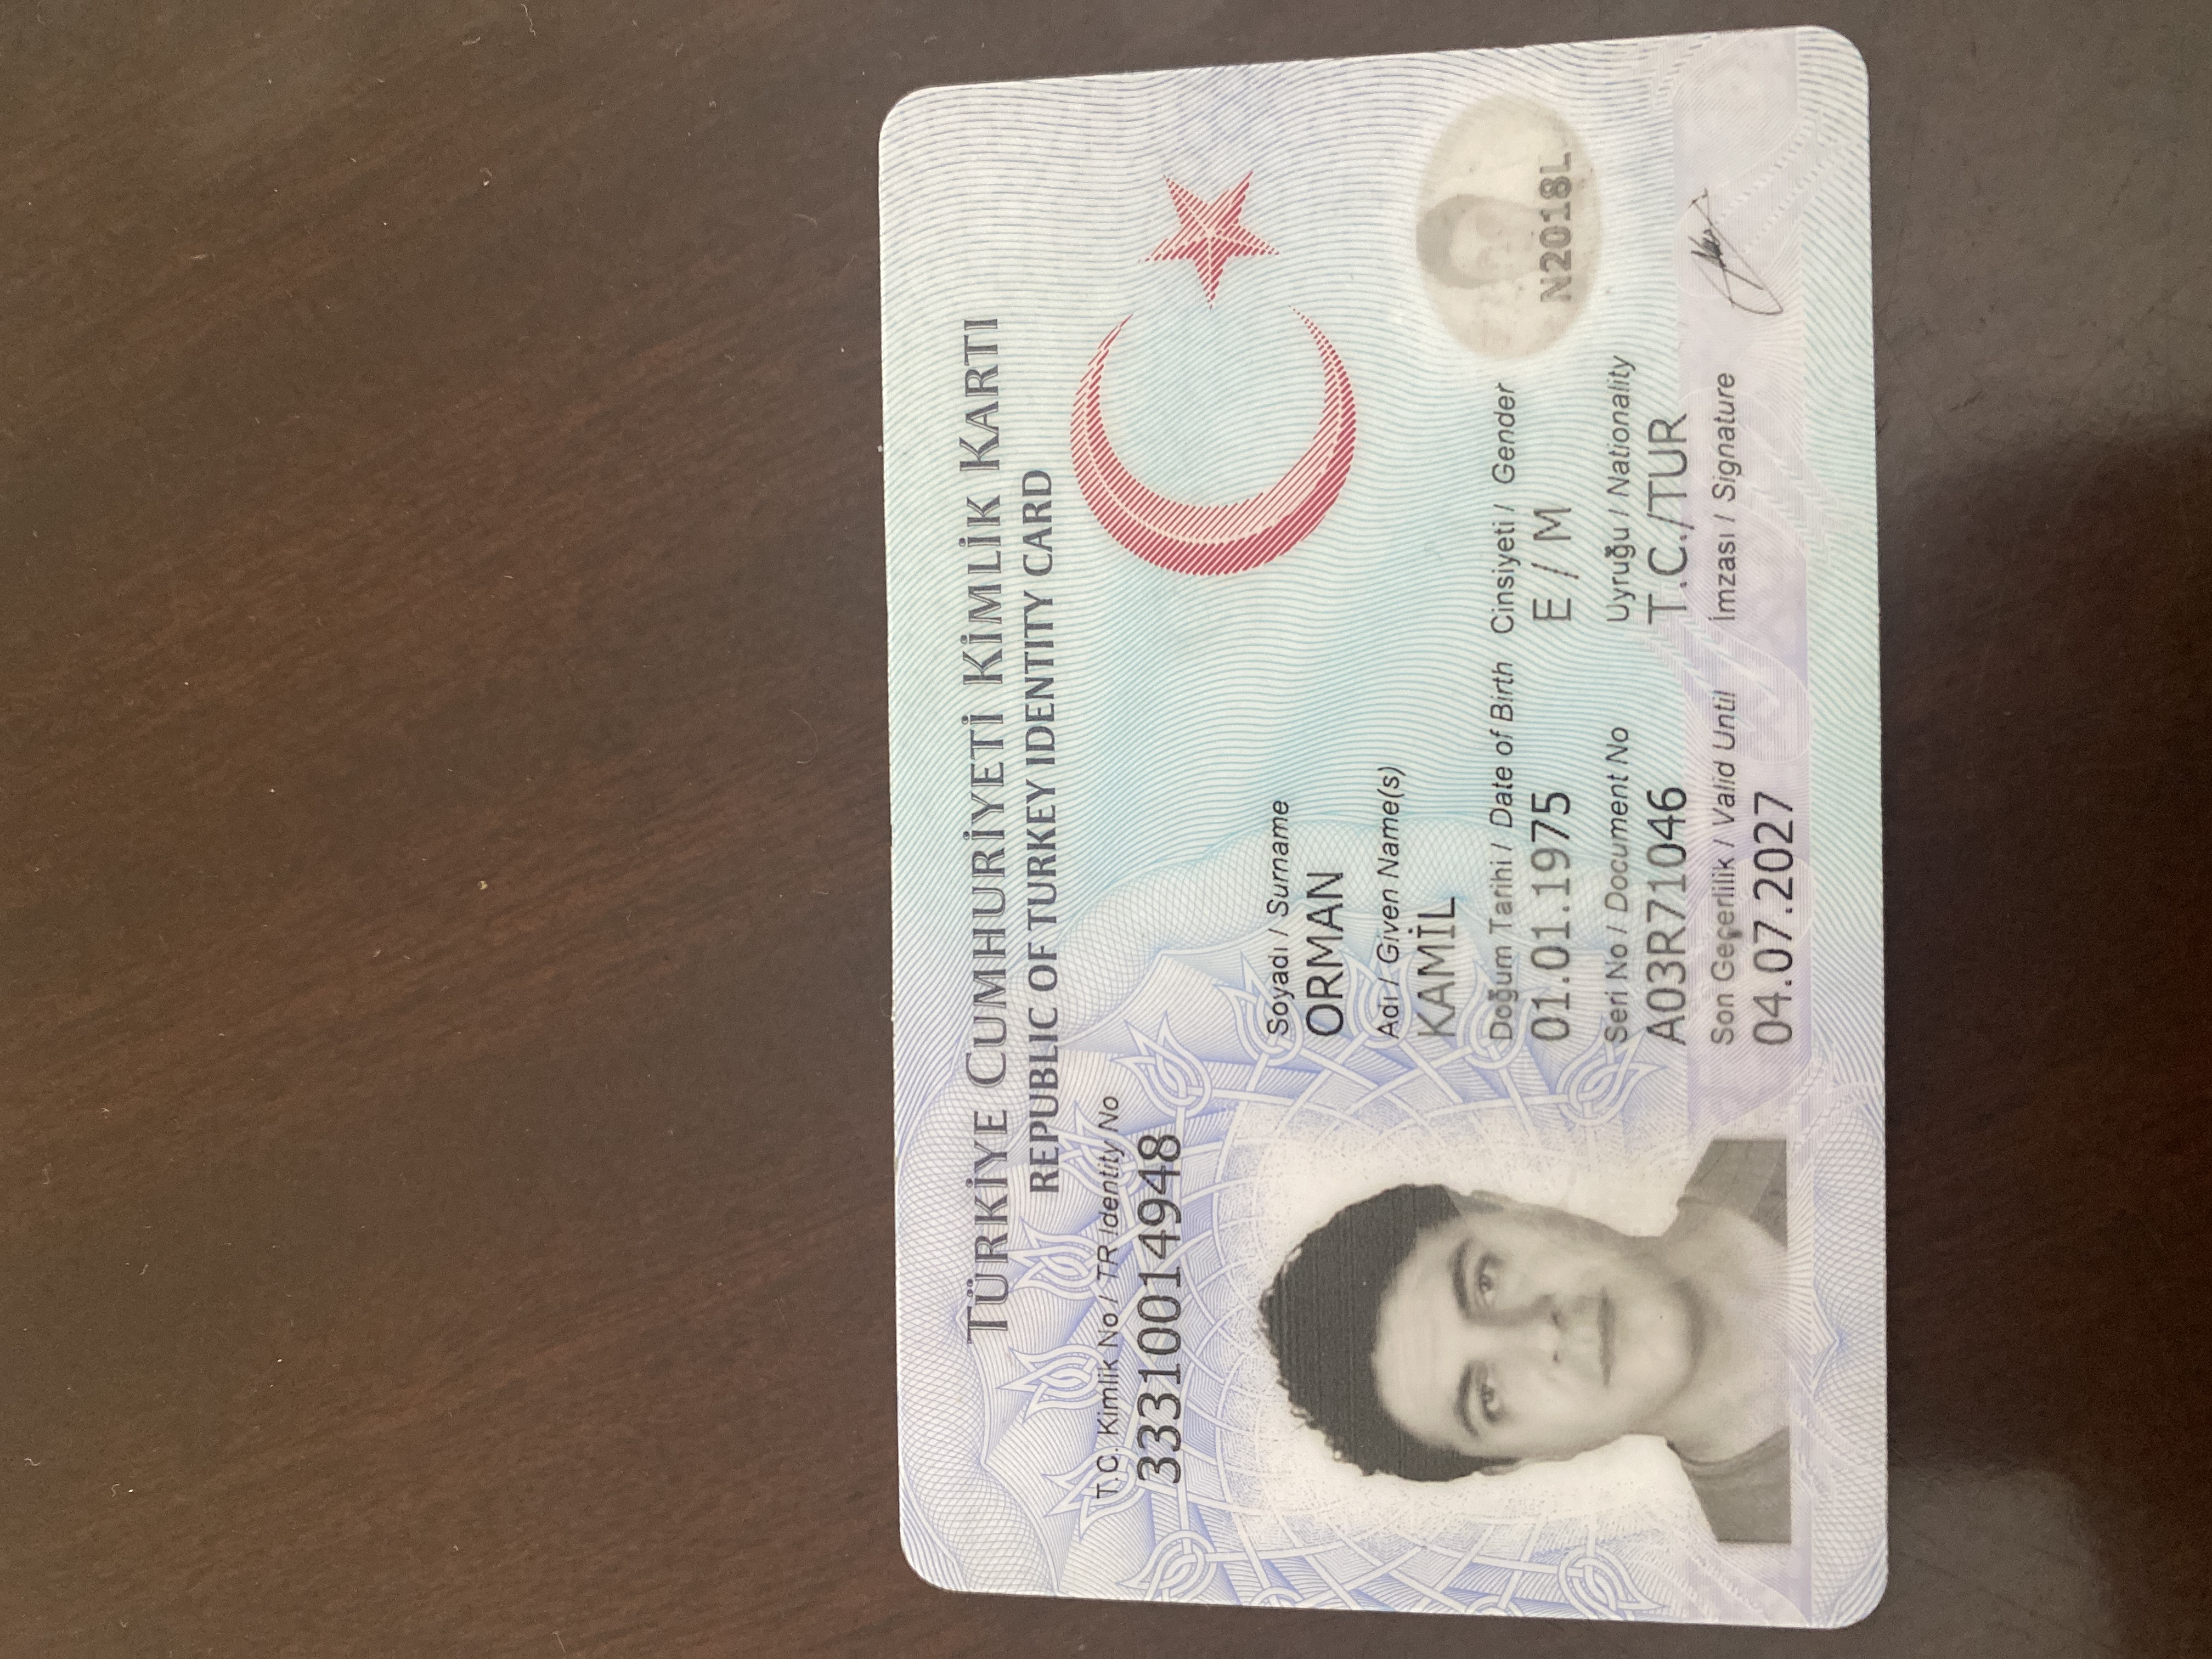 TÜRKİYE CUMHURİYETİ KİMLİK KARTI
REPUBLIC OF TURKEY IDENTITY CARD
T.C. Kimlik No / TR Identity No
33310014948
Soyadı / Surname
ORMAN
Adı / Given Name(s)
KAMİL
Doğum Tarihi / Date of Birth Cinsiyeti / Gender
01.01.1975 E / M
N2018L
Seri No / Document No Uyruğu / Nationality
A03R71046 T.C./TUR
Son Geçerlilik / Valid Until İmzası / Signature
04.07.2027